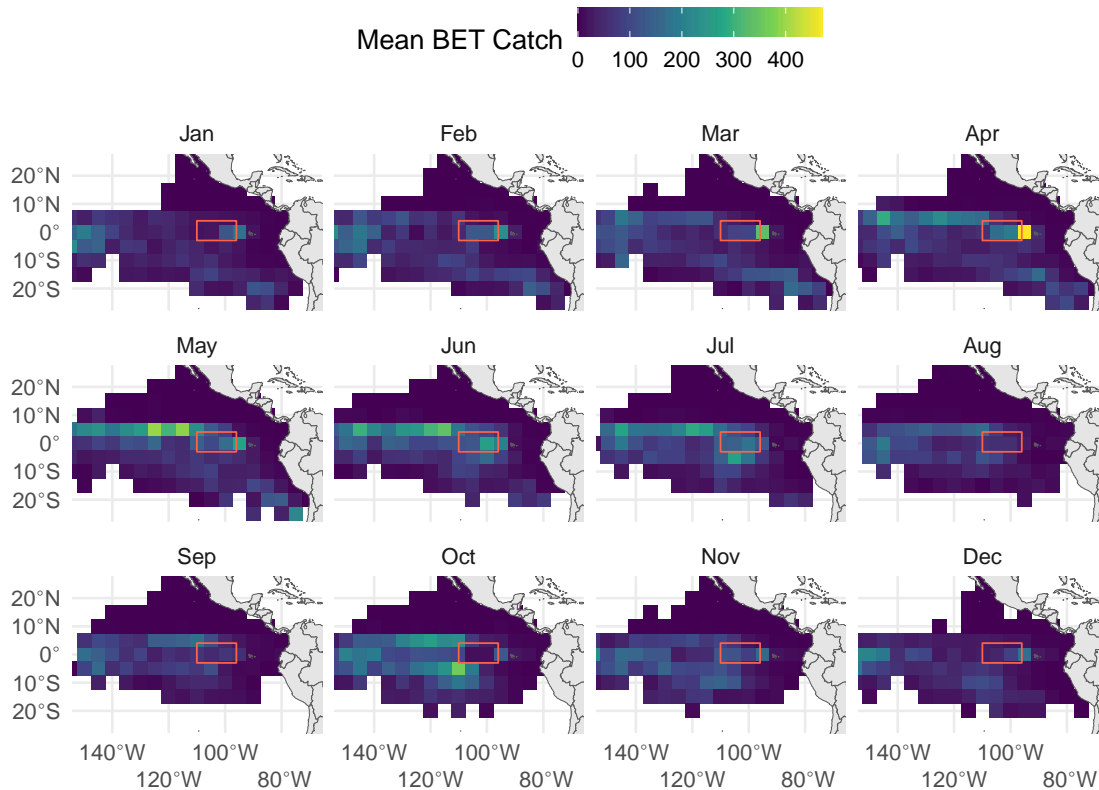 Mean BET Catch
0 100 200 300 400
Jan Feb Mar Apr
20°N
10°N
0°
10°S
20°S
May Jun Jul Aug
20°N
10°N
0°
10°S
20°S
Sep Oct Nov Dec
20°N
10°N
0°
10°S
20°S
140°W 100°W 140°W 100°W 140°W 100°W 140°W 100°W
120°W 80°W 120°W 80°W 120°W 80°W 120°W 80°W